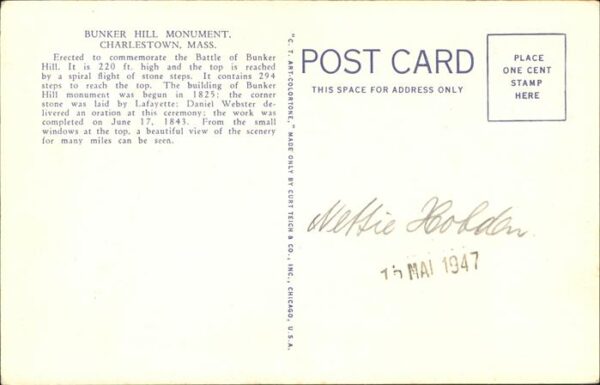 BUNKER HILL MONUMENT,
CHARLESTOWN, MASS.
Erected to commemorate the Battle of Bunker
Hill. It is 220 ft. high and the top is reached
by a spiral flight of stone steps. It contains 294
steps to reach the top. The building of Bunker
Hill monument was begun in 1825; the corner
stone was laid by Lafayette; Daniel Webster de-
livered an oration at this ceremony; the work was
completed on June 17, 1843. From the small
windows at the top, a beautiful view of the scenery
for many miles can be seen.
"C. T. ART-COLORTONE," MADE ONLY BY CURT TEICH & CO., INC., CHICAGO, U.S.A.
POST CARD
THIS SPACE FOR ADDRESS ONLY
PLACE
ONE CENT
STAMP
HERE
Nettie Hobden.
MAI 1947